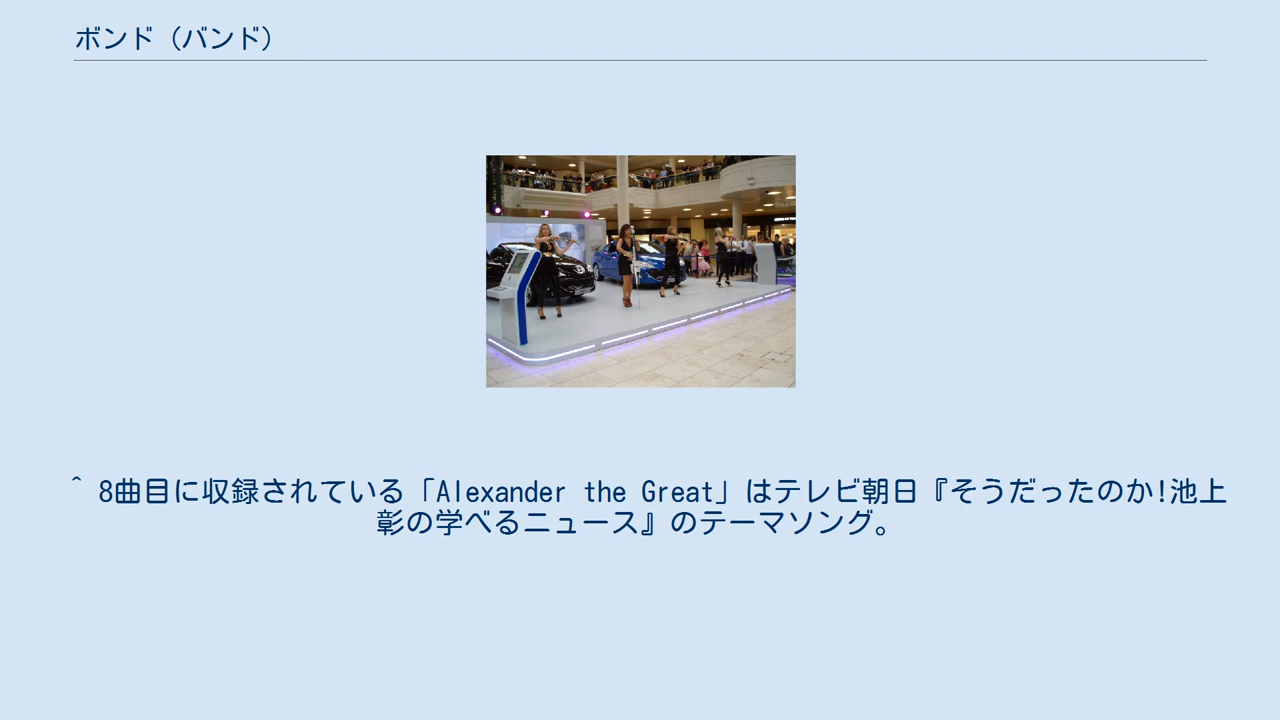 ボンド（バンド）
^ 8曲目に収録されている「Alexander the Great」はテレビ朝日『そうだったのか!池上
彰の学べるニュース』のテーマソング。